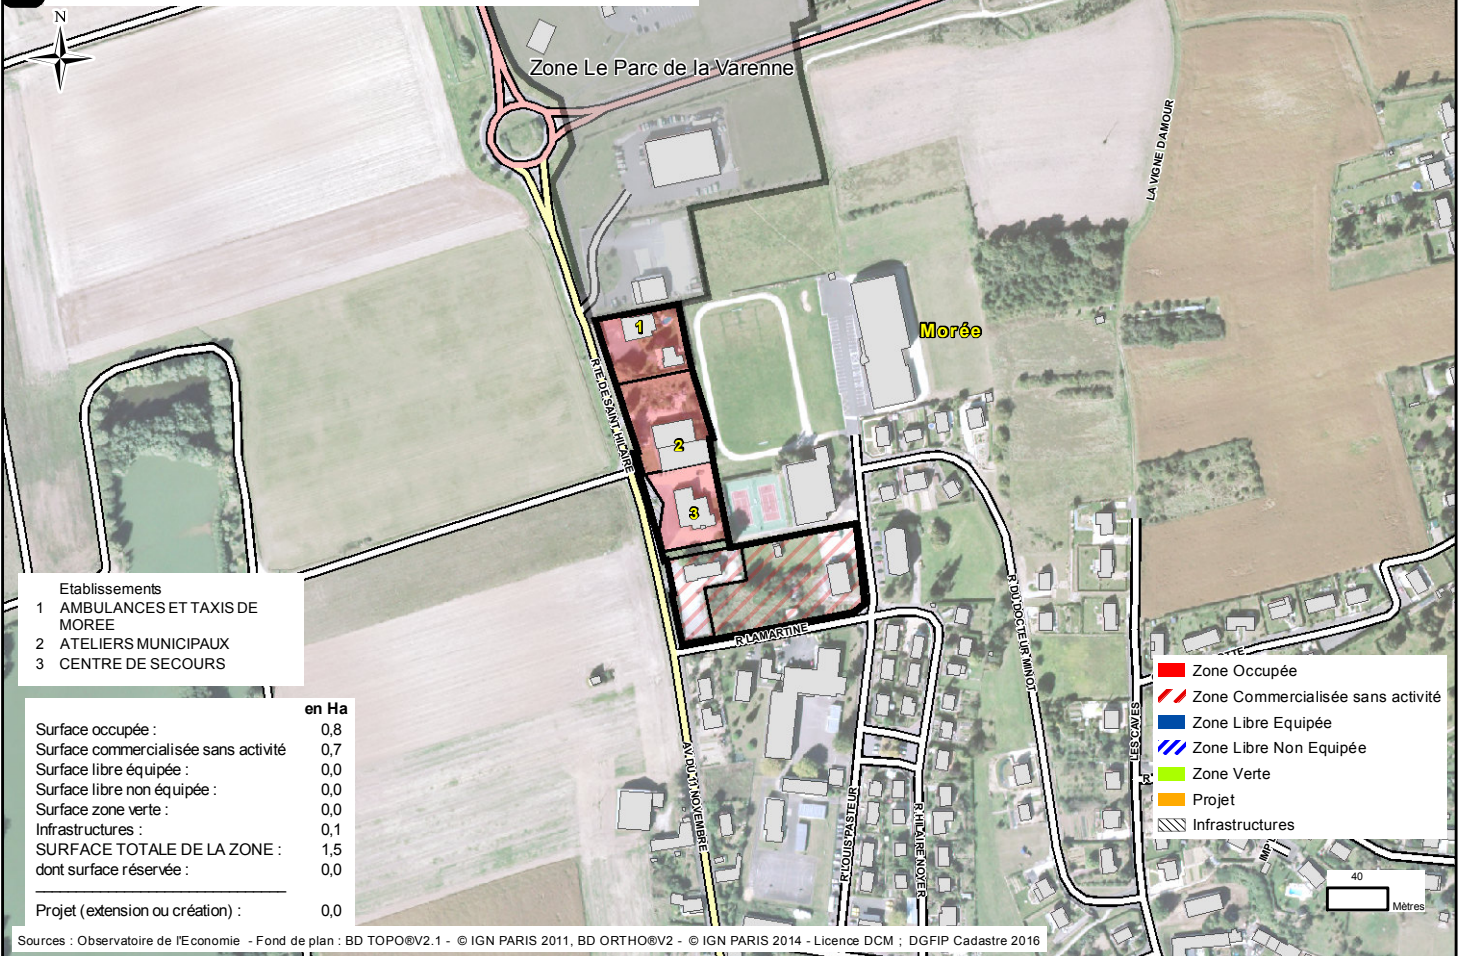 N
Zone Le Parc de la Varenne
LA VIGNE DAMOUR
1
Morée
RTE DE SAINT HILAIRE
2
3
R LAMARTINE
R DU DOCTEUR MINOT
Etablissements
1 AMBULANCES ET TAXIS DE
MOREE
2 ATELIERS MUNICIPAUX
3 CENTRE DE SECOURS
en Ha
Surface occupée : 0,8
Surface commercialisée sans activité 0,7
Surface libre équipée : 0,0
Surface libre non équipée : 0,0
Surface zone verte : 0,0
Infrastructures : 0,1
SURFACE TOTALE DE LA ZONE : 1,5
dont surface réservée : 0,0
Projet (extension ou création) : 0,0
AV. DU 11 NOVEMBRE
R LOUIS PASTEUR
R HILAIRE NOYER
LES CAVES
Zone Occupée
Zone Commercialisée sans activité
Zone Libre Equipée
Zone Libre Non Equipée
Zone Verte
Projet
Infrastructures
R
40
Mètres
Sources : Observatoire de l'Economie - Fond de plan : BD TOPO®V2.1 - © IGN PARIS 2011, BD ORTHO®V2 - © IGN PARIS 2014 - Licence DCM ; DGFIP Cadastre 2016